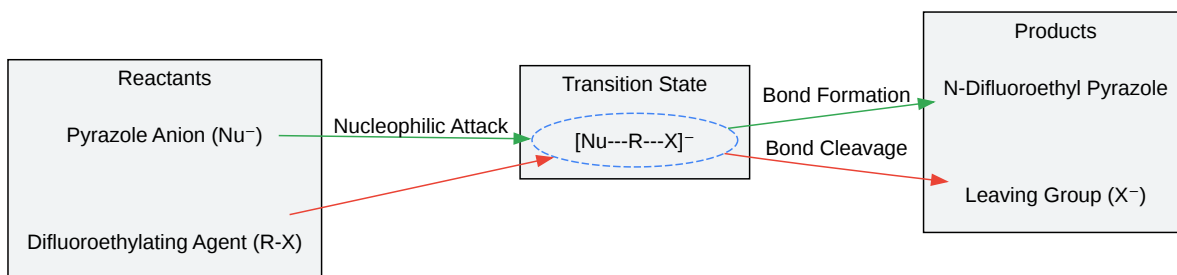 Reactants
Pyrazole Anion (Nu⁻)
Difluoroethylating Agent (R-X)
Nucleophilic Attack
Transition State
[Nu---R---X]⁻
Bond Formation
Bond Cleavage
Products
N-Difluoroethyl Pyrazole
Leaving Group (X⁻)